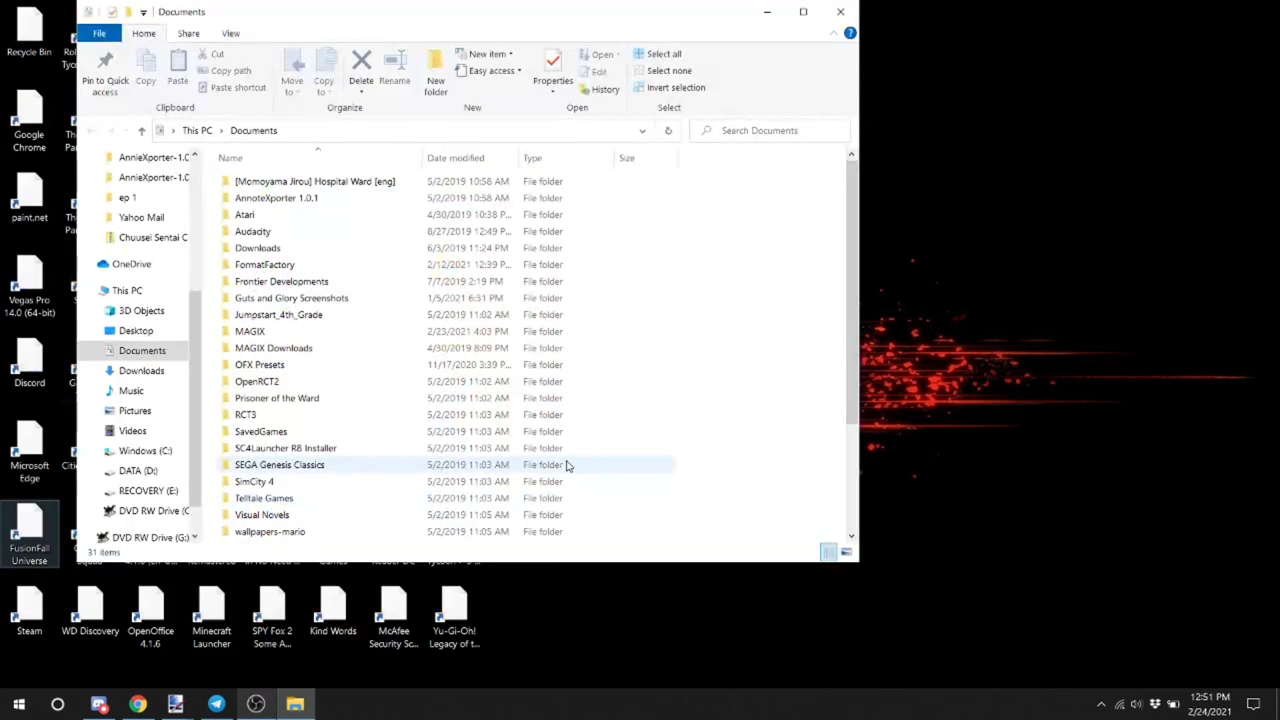 Documents
File Home Share View
Pin to Quick access
Copy
Paste
Cut
Copy path
Paste shortcut
Clipboard
Move to
Copy to
Delete
Rename
Organize
New folder
New item
Easy access
New
Properties
Open
Edit
History
Open
Select all
Select none
Invert selection
Select
This PC > Documents
Search Documents
AnnieXporter-1.0
AnnieXporter-1.0
ep 1
Yahoo Mail
Chuusei Sentai C
OneDrive
This PC
3D Objects
Desktop
Documents
Downloads
Music
Pictures
Videos
Windows (C:)
DATA (D:)
RECOVERY (E:)
DVD RW Drive (
DVD RW Drive (G:)
Name Date modified Type Size
[Momoyama Jirou] Hospital Ward [eng] 5/2/2019 10:58 AM File folder
AnnoteXporter 1.0.1 5/2/2019 10:58 AM File folder
Atari 4/30/2019 10:38 P... File folder
Audacity 8/27/2019 12:49 P... File folder
Downloads 6/3/2019 11:24 PM File folder
FormatFactory 2/12/2021 12:39 P... File folder
Frontier Developments 7/7/2019 2:19 PM File folder
Guts and Glory Screenshots 1/5/2021 6:31 PM File folder
Jumpstart_4th_Grade 5/2/2019 11:02 AM File folder
MAGIX 2/23/2021 4:03 PM File folder
MAGIX Downloads 4/30/2019 8:09 PM File folder
OFX Presets 11/17/2020 3:39 P... File folder
OpenRCT2 5/2/2019 11:02 AM File folder
Prisoner of the Ward 5/2/2019 11:02 AM File folder
RCT3 5/2/2019 11:03 AM File folder
SavedGames 5/2/2019 11:03 AM File folder
SC4Launcher R8 Installer 5/2/2019 11:03 AM File folder
SEGA Genesis Classics 5/2/2019 11:03 AM File folder
SimCity 4 5/2/2019 11:03 AM File folder
Telltale Games 5/2/2019 11:03 AM File folder
Visual Novels 5/2/2019 11:05 AM File folder
wallpapers-mario 5/2/2019 11:05 AM File folder
31 items
Recycle Bin
Google Chrome
paint.net
Vegas Pro 14.0 (64-bit)
Discord
Microsoft Edge
FusionFall Universe
Steam
WD Discovery
OpenOffice 4.1.6
Minecraft Launcher
SPY Fox 2 Some A...
Kind Words
McAfee Security Sc...
Yu-Gi-Oh! Legacy of t...
12:51 PM
2/24/2021